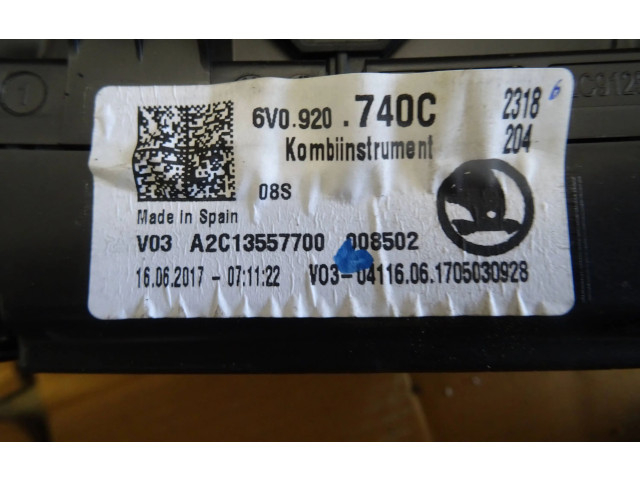 6V0.920 .740C
2318 6
204
Kombiinstrument
08S
Made in Spain
V03 A2C13557700 008502
16.06.2017 - 07:11:22 V03-04116.06.1705030928